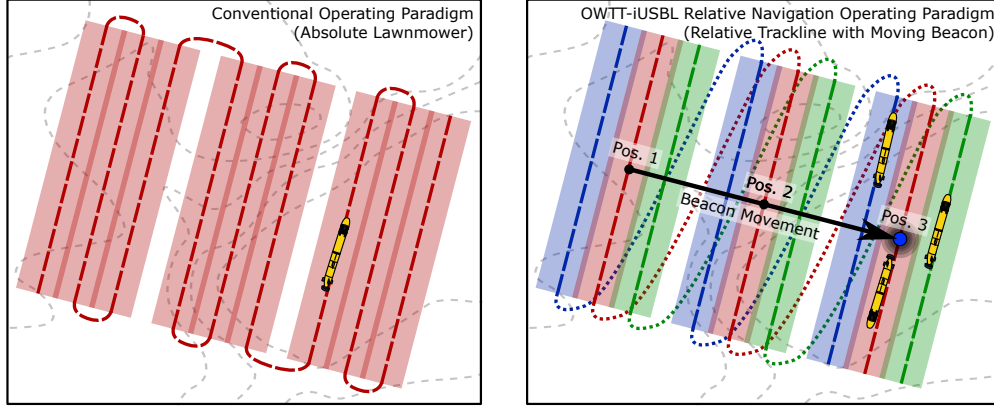 Conventional Operating Paradigm
(Absolute Lawnmower)
OWTT-iUSBL Relative Navigation Operating Paradigm
(Relative Trackline with Moving Beacon)
Pos. 1
Pos. 2
Pos. 3
Beacon Movement